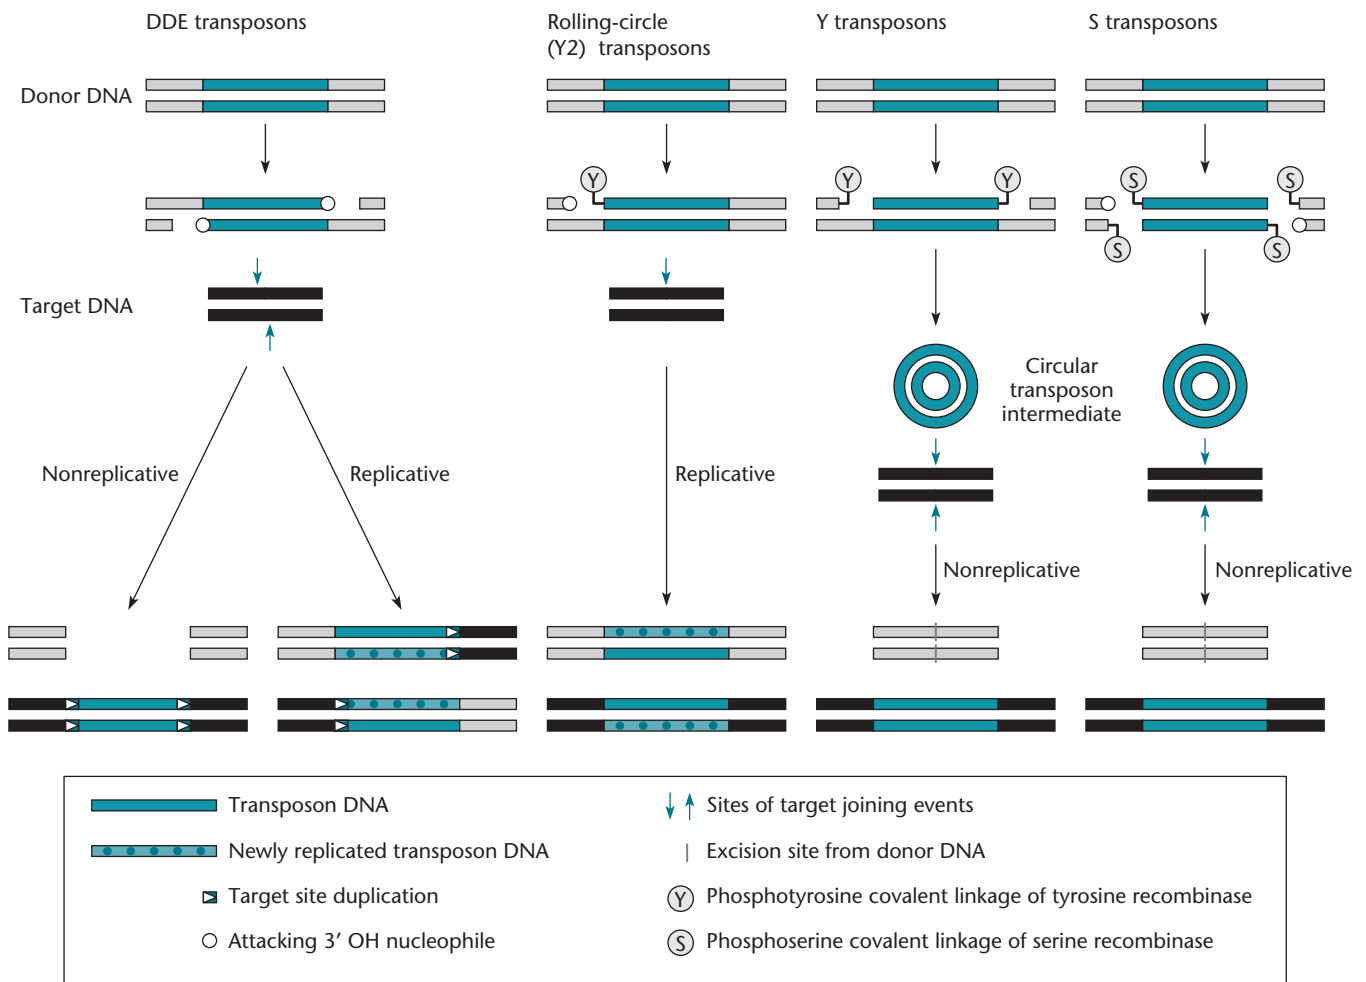 DDE transposons
Rolling-circle
(Y2) transposons
Y transposons
S transposons
Donor DNA
Y
Y
Y
S
S
S
S
Target DNA
Circular
transposon
intermediate
Nonreplicative
Replicative
Replicative
Nonreplicative
Nonreplicative
Transposon DNA
Newly replicated transposon DNA
Target site duplication
Attacking 3′ OH nucleophile
Sites of target joining events
Excision site from donor DNA
Y Phosphotyrosine covalent linkage of tyrosine recombinase
S Phosphoserine covalent linkage of serine recombinase